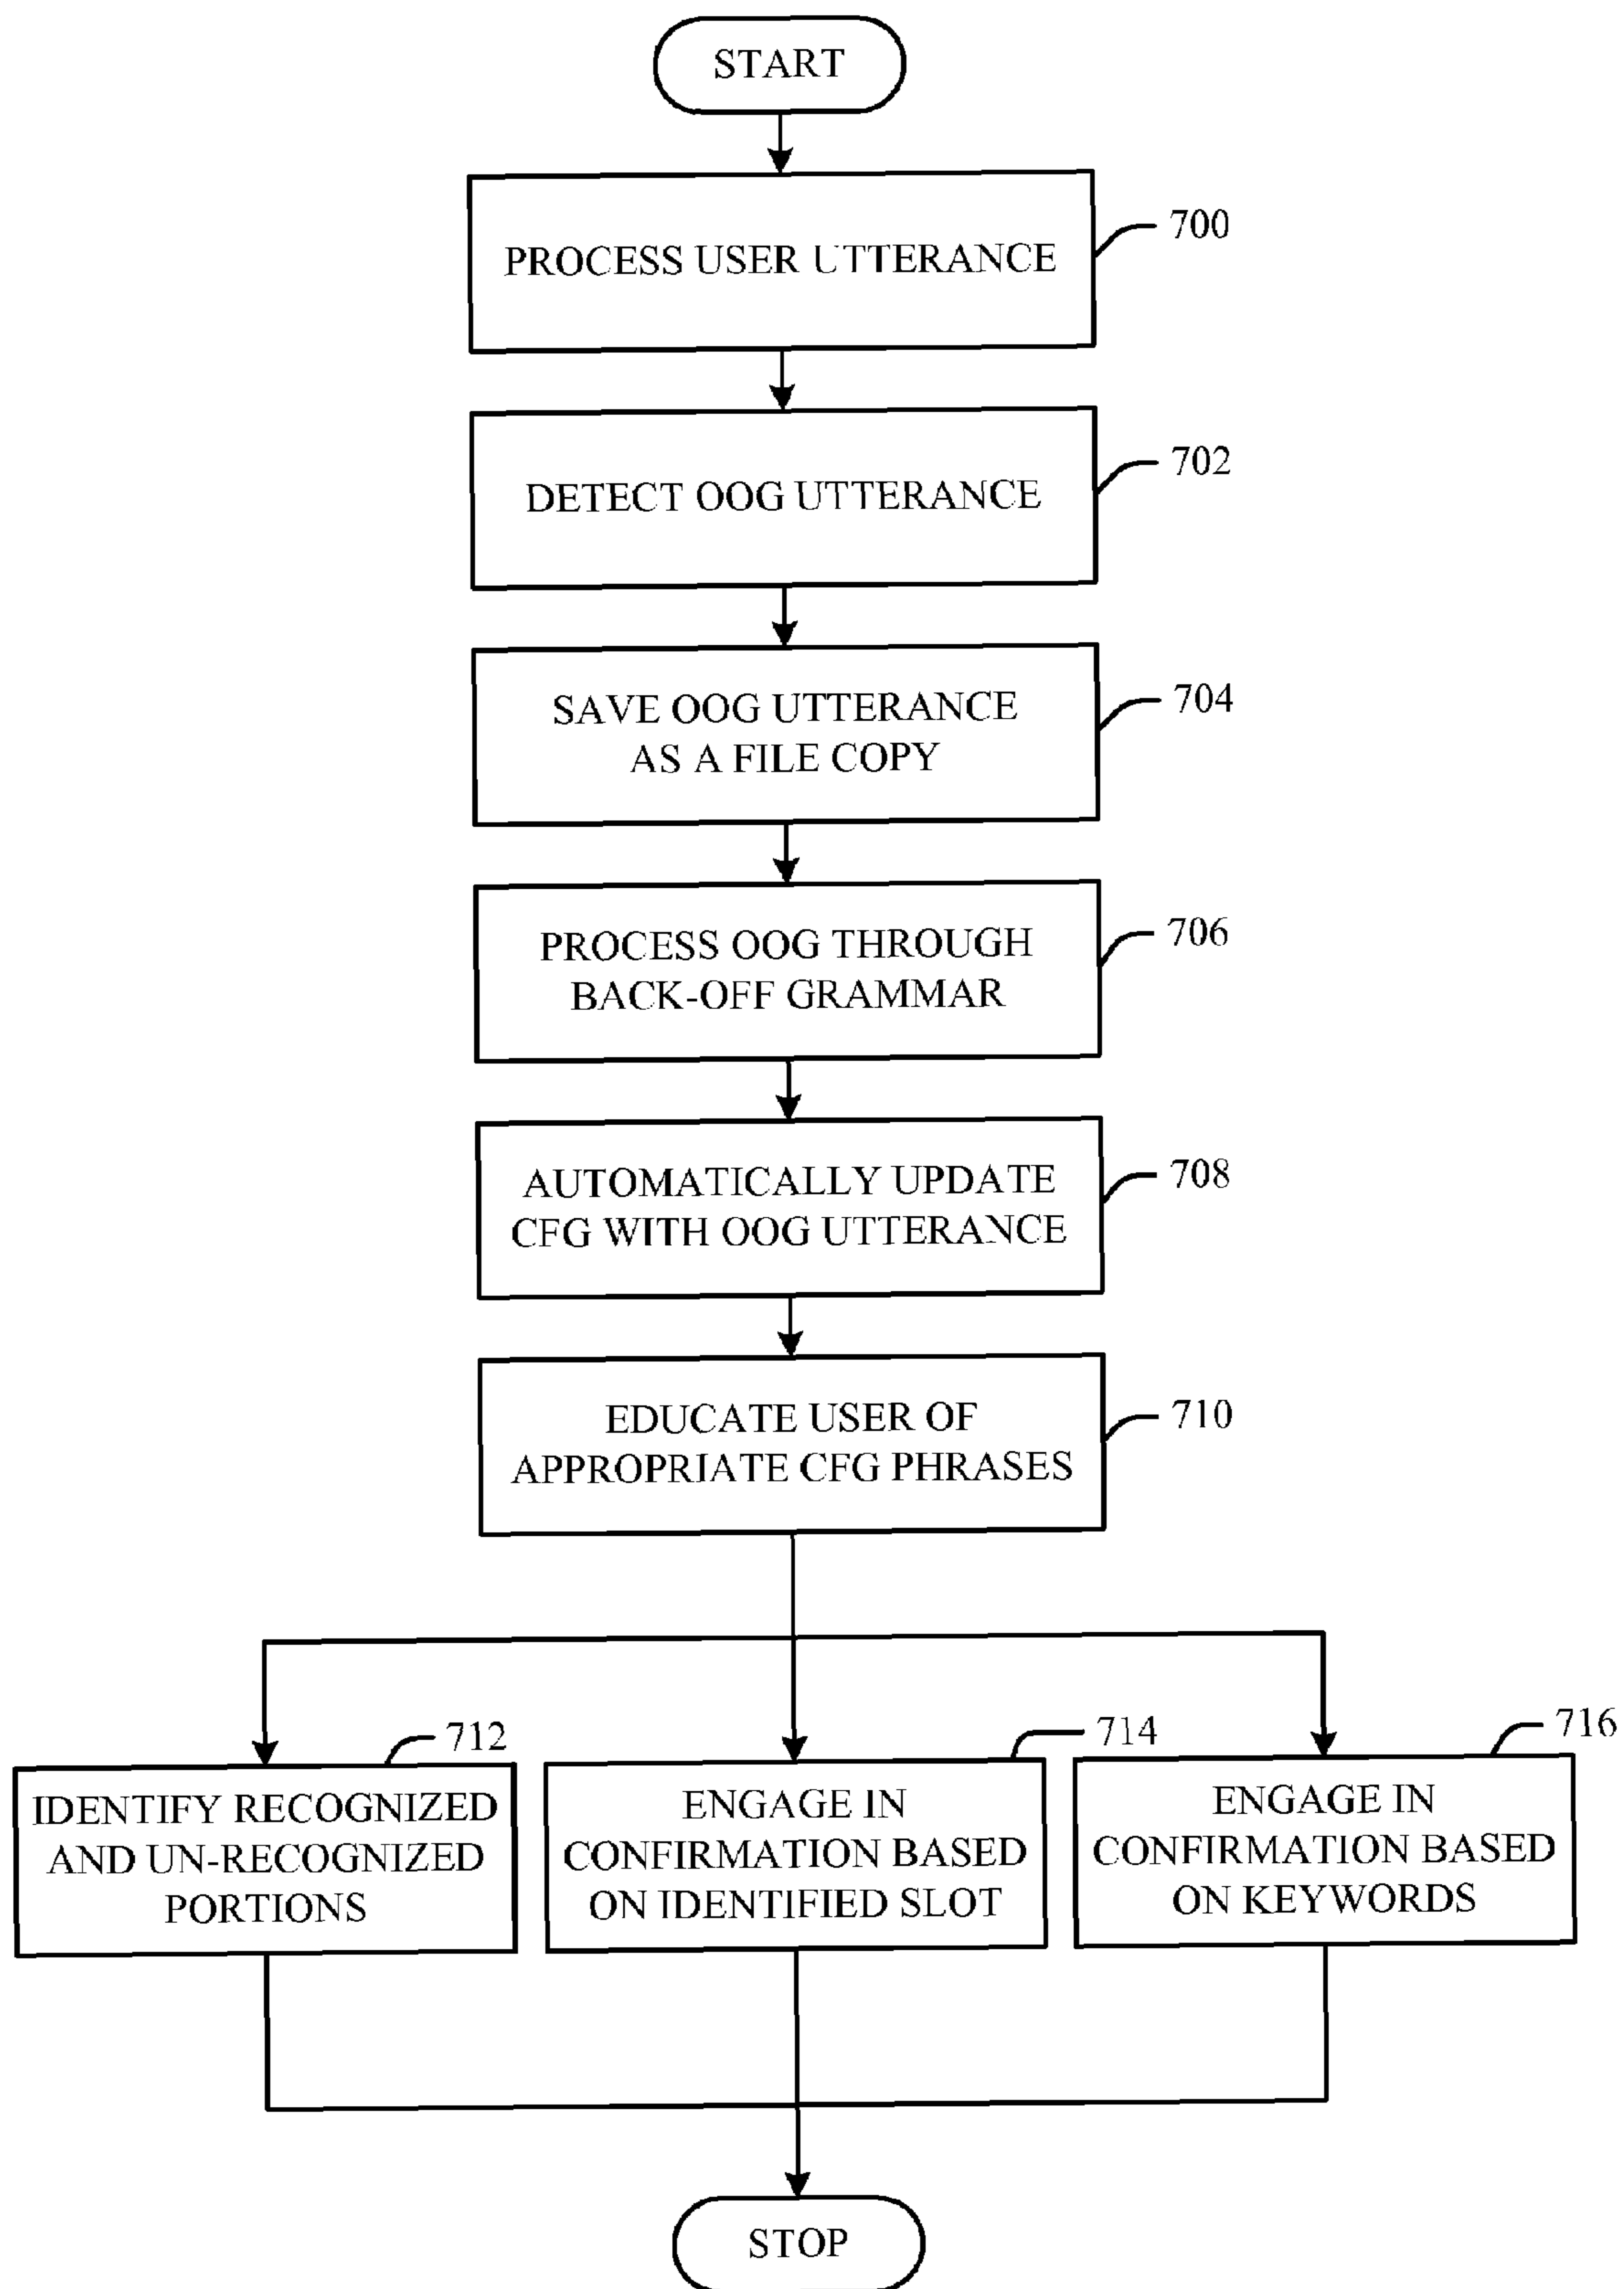 START
PROCESS USER UTTERANCE
700
DETECT OOG UTTERANCE
702
SAVE OOG UTTERANCE
AS A FILE COPY
704
PROCESS OOG THROUGH
BACK-OFF GRAMMAR
706
AUTOMATICALLY UPDATE
CFG WITH OOG UTTERANCE
708
EDUCATE USER OF
APPROPRIATE CFG PHRASES
710
712
IDENTIFY RECOGNIZED
AND UN-RECOGNIZED
PORTIONS
714
ENGAGE IN
CONFIRMATION BASED
ON IDENTIFIED SLOT
716
ENGAGE IN
CONFIRMATION BASED
ON KEYWORDS
STOP